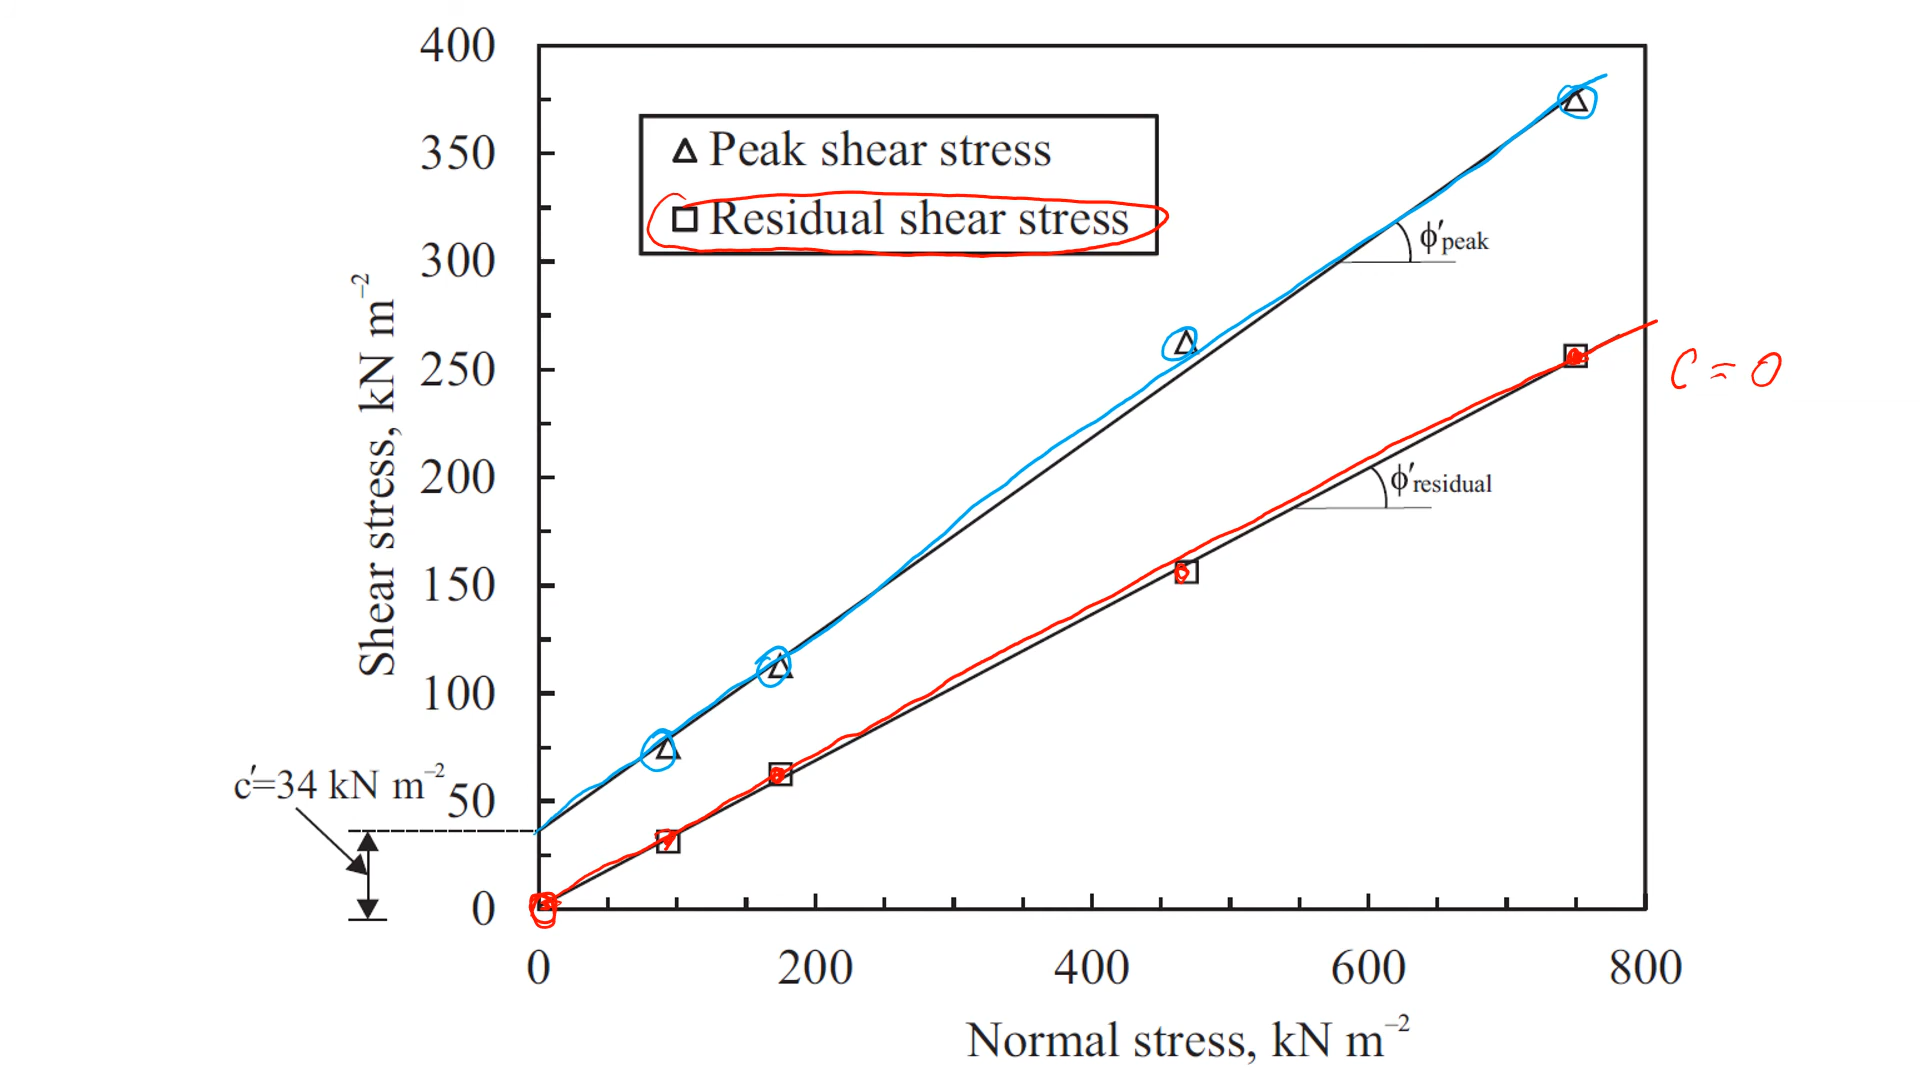 400
350
300
250
200
150
100
50
0
Shear stress, kN m⁻²
Peak shear stress
Residual shear stress
ϕ′peak
ϕ′residual
C = 0
c′=34 kN m⁻²
0 200 400 600 800
Normal stress, kN m⁻²